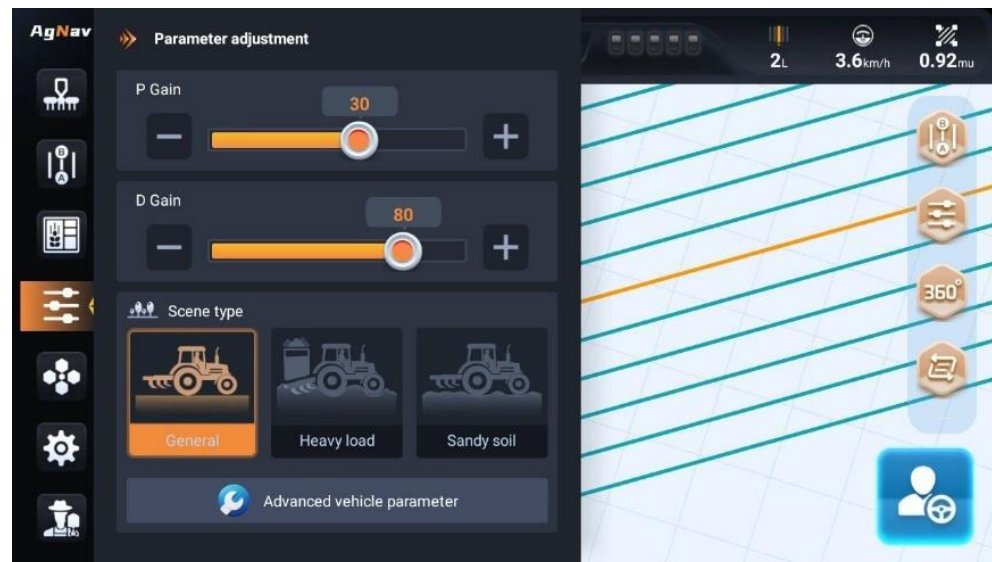 AgNav
Parameter adjustment
2L
3.6km/h
0.92mu
P Gain
30
D Gain
80
Scene type
General
Heavy load
Sandy soil
Advanced vehicle parameter
B
A
B
A
360°